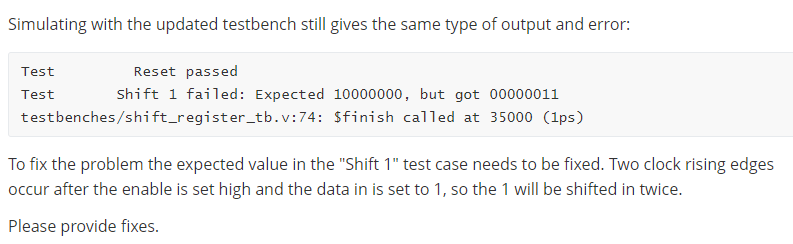 Simulating with the updated testbench still gives the same type of output and error:
Test          Reset passed
Test        Shift 1 failed: Expected 10000000, but got 00000011
testbenches/shift_register_tb.v:74: $finish called at 35000 (1ps)
To fix the problem the expected value in the "Shift 1" test case needs to be fixed. Two clock rising edges
occur after the enable is set high and the data in is set to 1, so the 1 will be shifted in twice.
Please provide fixes.